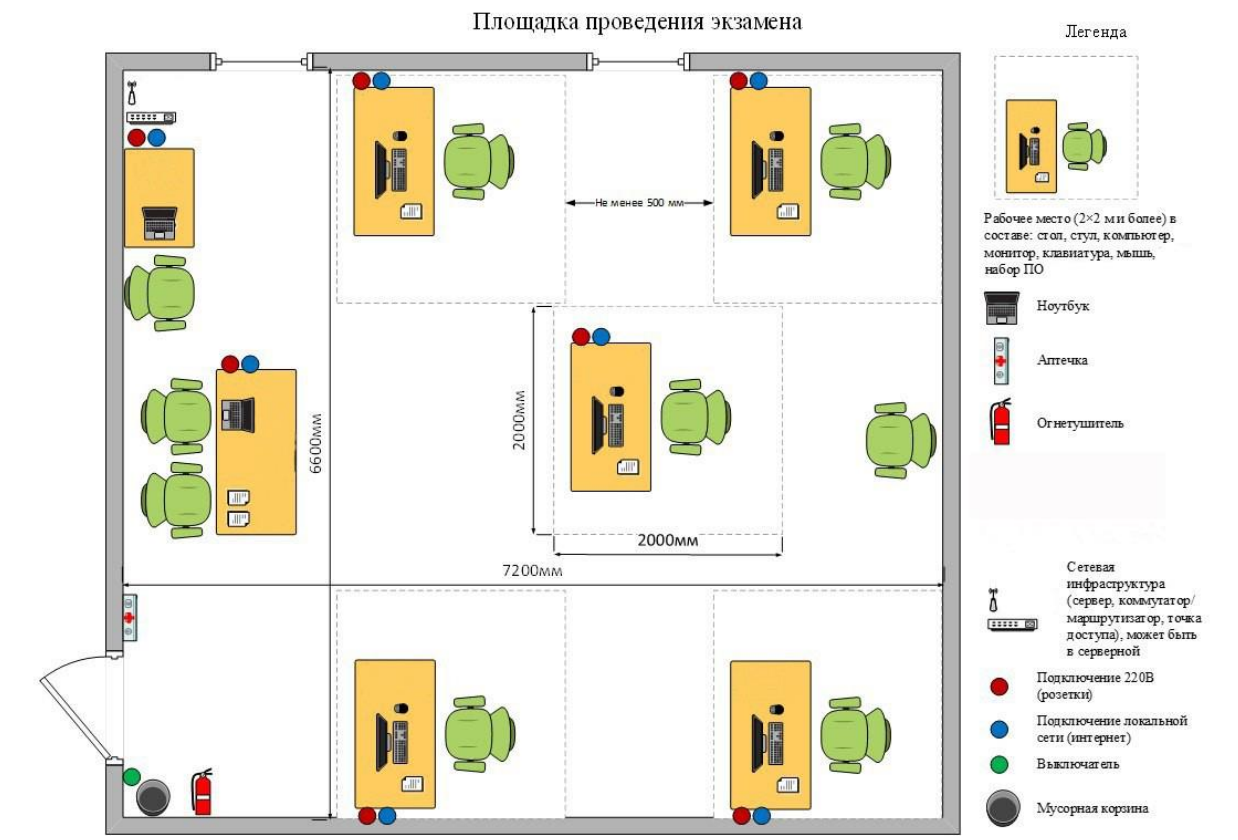 Площадка проведения экзамена
Легенда
Не менее 500 мм
6600мм
2000мм
2000мм
7200мм
Рабочее место (2×2 м и более) в
составе: стол, стул, компьютер,
монитор, клавиатура, мышь,
набор ПО
Ноутбук
Аптечка
Огнетушитель
Сетевая
инфраструктура
(сервер, коммутатор/
маршрутизатор, точка
доступа), может быть
в серверной
Подключение 220В
(розетки)
Подключение локальной
сети (интернет)
Выключатель
Мусорная корзина